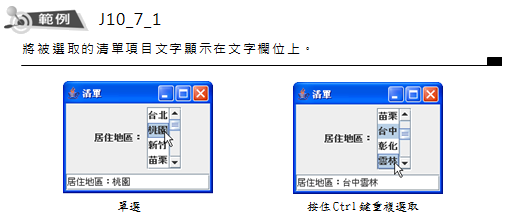 範例 J10_7_1
將被選取的清單項目文字顯示在文字欄位上。
清單
居住地區：
台北
桃園
新竹
苗栗
居住地區：桃園
單選
清單
居住地區：
苗栗
台中
彰化
雲林
居住地區：台中雲林
按住Ctrl鍵重複選取